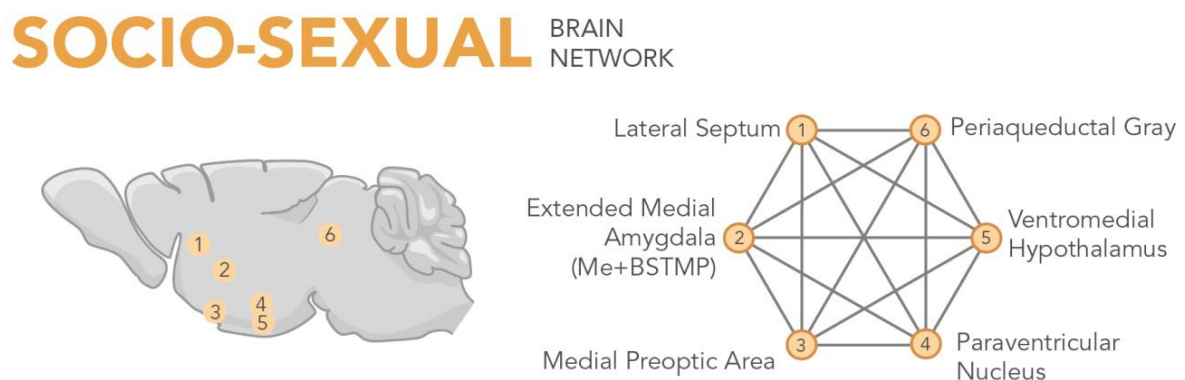 SOCIO-SEXUAL BRAIN
NETWORK
Lateral Septum
1
6
Periaqueductal Gray
Extended Medial
Amygdala
(Me+BSTMP)
2
5
Ventromedial
Hypothalamus
Medial Preoptic Area
3
4
Paraventricular
Nucleus
1
2
3
4
5
6